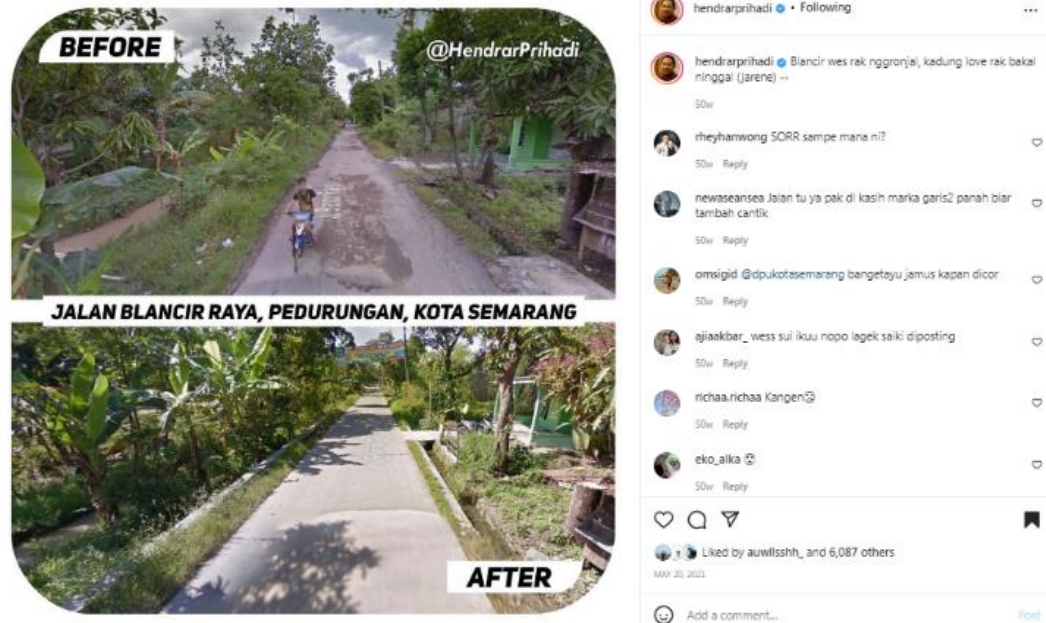 BEFORE
@HendrarPrihadi
JALAN BLANCIR RAYA, PEDURUNGAN, KOTA SEMARANG
AFTER
hendrarprihadi • Following
hendrarprihadi Blancir wes rak nggronjal, kadung love rak bakal
ninggal (jarene) --
50w
rheyhanwong SORR sampe mana ni?
50w Reply
newaseansea Jalan tu ya pak di kasih marka garis2 panah biar
tambah cantik
50w Reply
omsigid @dpukotasemarang bangetayu jamus kapan dicor
50w Reply
ajiaakbar_ wess sui ikuu nopo lagek saiki diposting
50w Reply
richaa.richaa Kangen
50w Reply
eko_alka
50w Reply
Liked by auwlisshh_ and 6,087 others
MAY 20, 2021
Add a comment...
Post